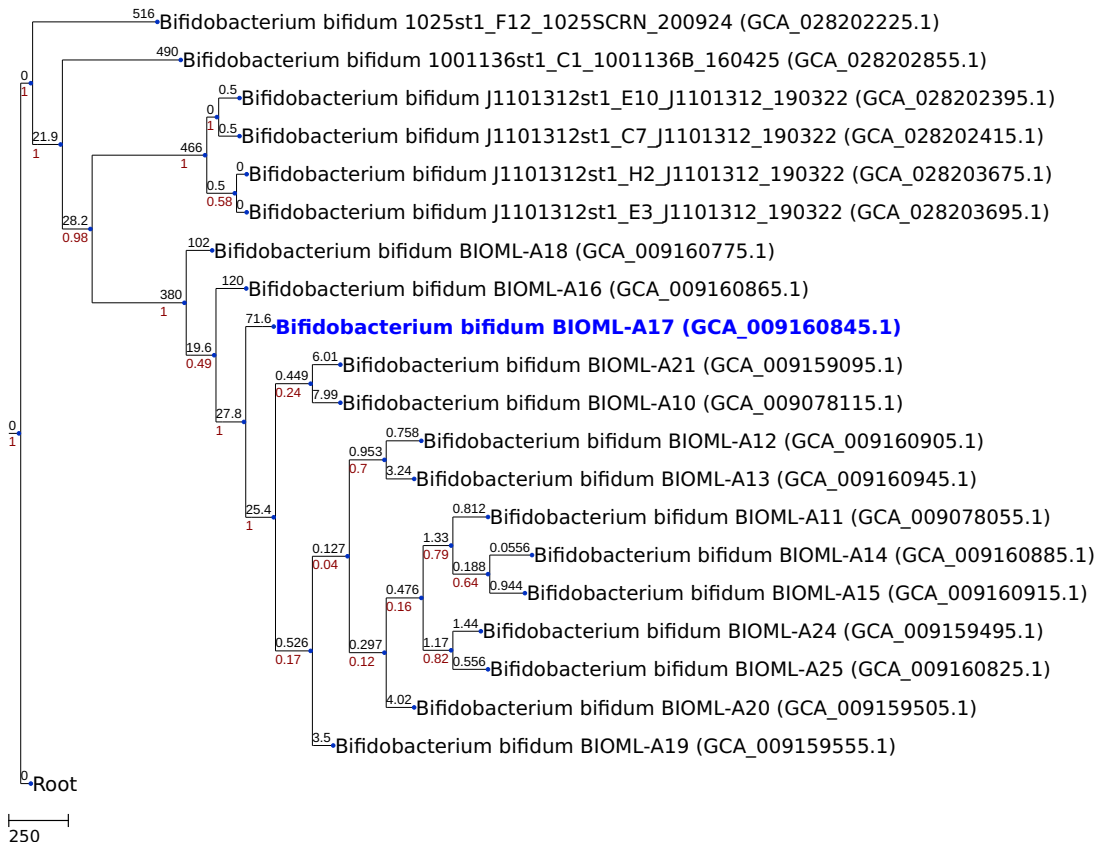 516
Bifidobacterium bifidum 1025st1_F12_1025SCRN_200924 (GCA_028202225.1)
490
Bifidobacterium bifidum 1001136st1_C1_1001136B_160425 (GCA_028202855.1)
0
1
0.5
Bifidobacterium bifidum J1101312st1_E10_J1101312_190322 (GCA_028202395.1)
0
1
0.5
Bifidobacterium bifidum J1101312st1_C7_J1101312_190322 (GCA_028202415.1)
21.9
1
466
1
0
Bifidobacterium bifidum J1101312st1_H2_J1101312_190322 (GCA_028203675.1)
0.5
0.58
0
Bifidobacterium bifidum J1101312st1_E3_J1101312_190322 (GCA_028203695.1)
28.2
0.98
102
Bifidobacterium bifidum BIOML-A18 (GCA_009160775.1)
120
Bifidobacterium bifidum BIOML-A16 (GCA_009160865.1)
380
1
71.6
Bifidobacterium bifidum BIOML-A17 (GCA_009160845.1)
19.6
0.49
6.01
Bifidobacterium bifidum BIOML-A21 (GCA_009159095.1)
0.449
0.24
7.99
Bifidobacterium bifidum BIOML-A10 (GCA_009078115.1)
27.8
1
0.758
Bifidobacterium bifidum BIOML-A12 (GCA_009160905.1)
0
1
0.953
0.7
3.24
Bifidobacterium bifidum BIOML-A13 (GCA_009160945.1)
25.4
1
0.812
Bifidobacterium bifidum BIOML-A11 (GCA_009078055.1)
1.33
0.79
0.0556
Bifidobacterium bifidum BIOML-A14 (GCA_009160885.1)
0.127
0.04
0.188
0.64
0.944
Bifidobacterium bifidum BIOML-A15 (GCA_009160915.1)
0.476
0.16
1.44
Bifidobacterium bifidum BIOML-A24 (GCA_009159495.1)
0.526
0.17
0.297
0.12
1.17
0.82
0.556
Bifidobacterium bifidum BIOML-A25 (GCA_009160825.1)
4.02
Bifidobacterium bifidum BIOML-A20 (GCA_009159505.1)
3.5
Bifidobacterium bifidum BIOML-A19 (GCA_009159555.1)
0
Root
250